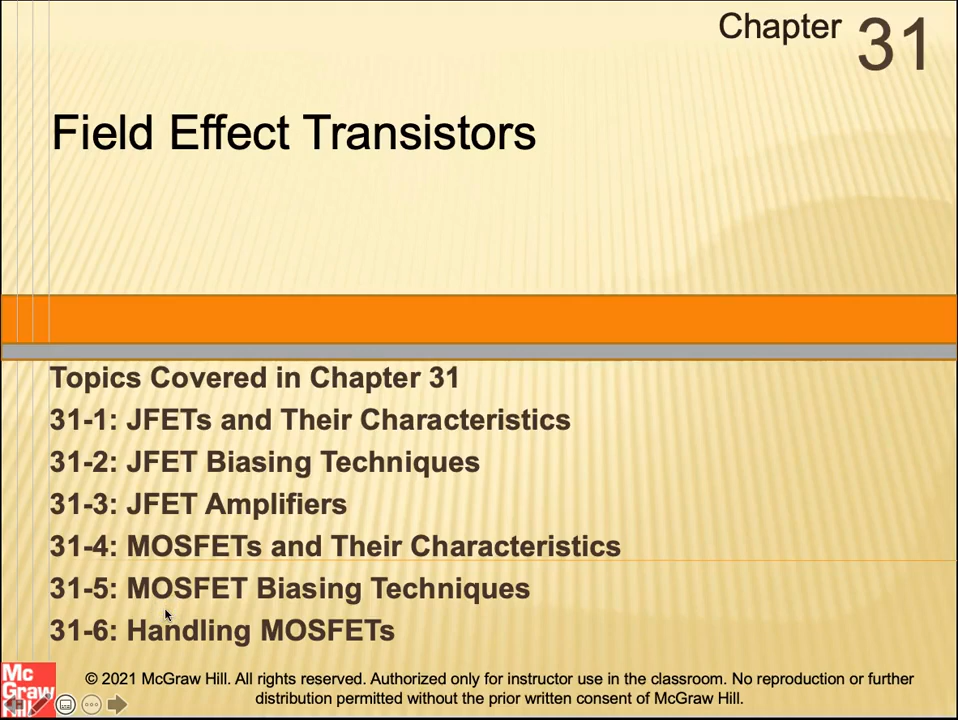 Chapter 31
Field Effect Transistors
Topics Covered in Chapter 31
31-1: JFETs and Their Characteristics
31-2: JFET Biasing Techniques
31-3: JFET Amplifiers
31-4: MOSFETs and Their Characteristics
31-5: MOSFET Biasing Techniques
31-6: Handling MOSFETs
Mc
Graw
Hill
© 2021 McGraw Hill. All rights reserved. Authorized only for instructor use in the classroom. No reproduction or further
distribution permitted without the prior written consent of McGraw Hill.